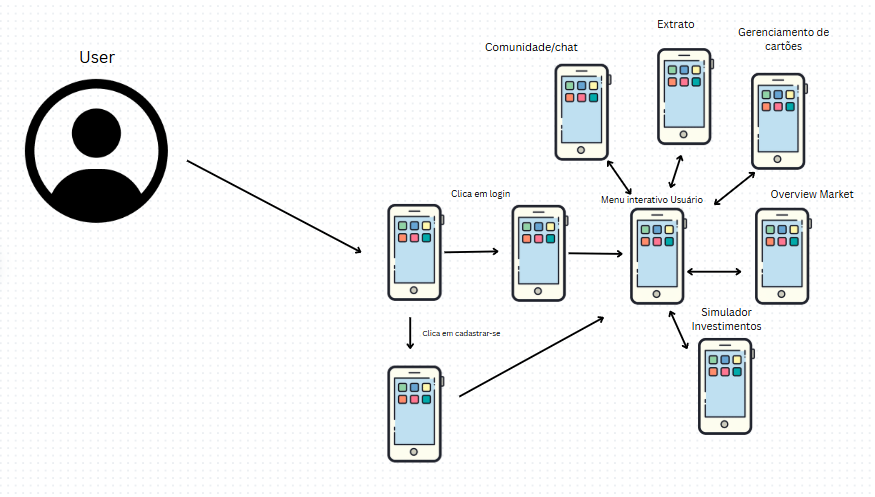 User
Comunidade/chat
Extrato
Gerenciamento de
cartões
Clica em login
Menu interativo Usuário
Overview Market
Simulador
Investimentos
Clica em cadastrar-se